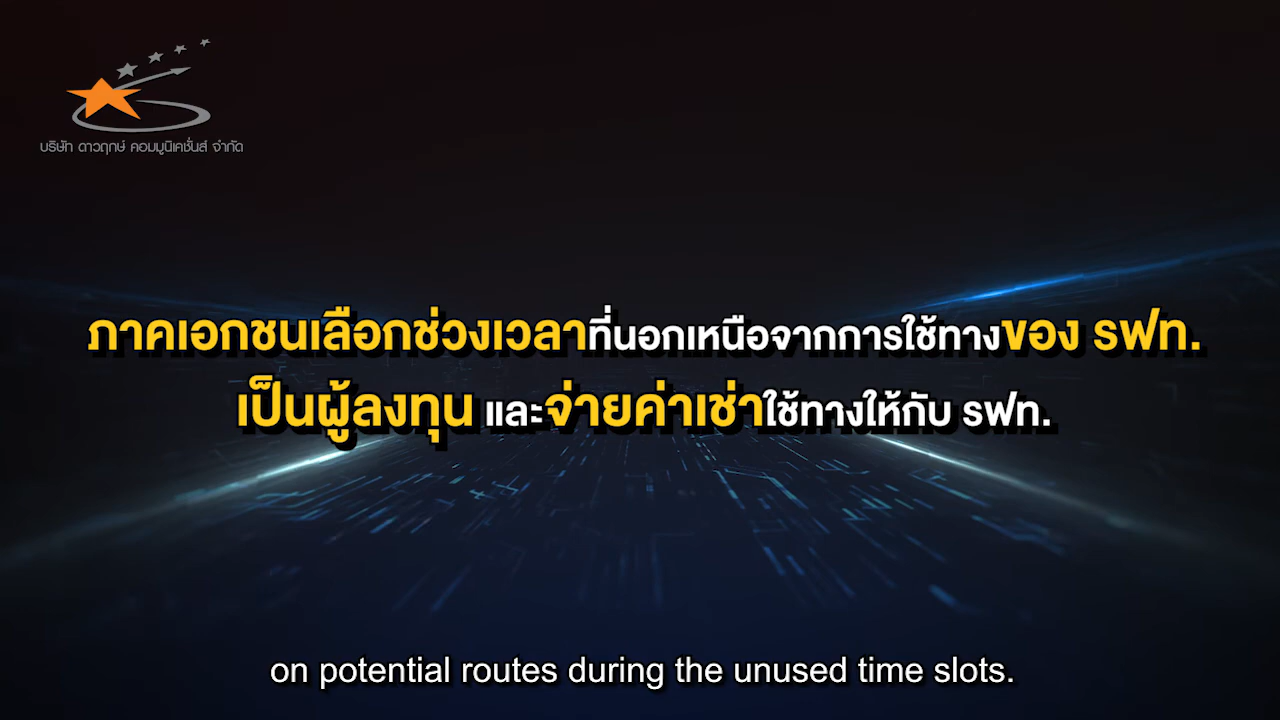 บริษัท ดาวฤกษ์ คอมมูนิเคชั่นส์ จำกัด
ภาคเอกชนเลือกช่วงเวลาที่นอกเหนือจากการใช้ทางของ รฟท.
เป็นผู้ลงทุน และจ่ายค่าเช่าใช้ทางให้กับ รฟท.
on potential routes during the unused time slots.